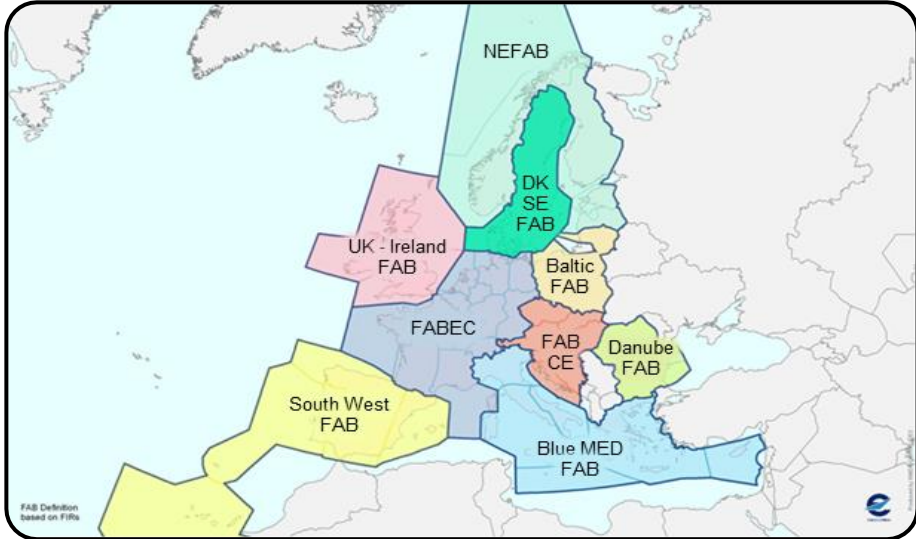 NEFAB
DK
SE
FAB
UK - Ireland
FAB
Baltic
FAB
FABEC
FAB
CE
Danube
FAB
South West
FAB
Blue MED
FAB
FAB Definition
based on FIRs